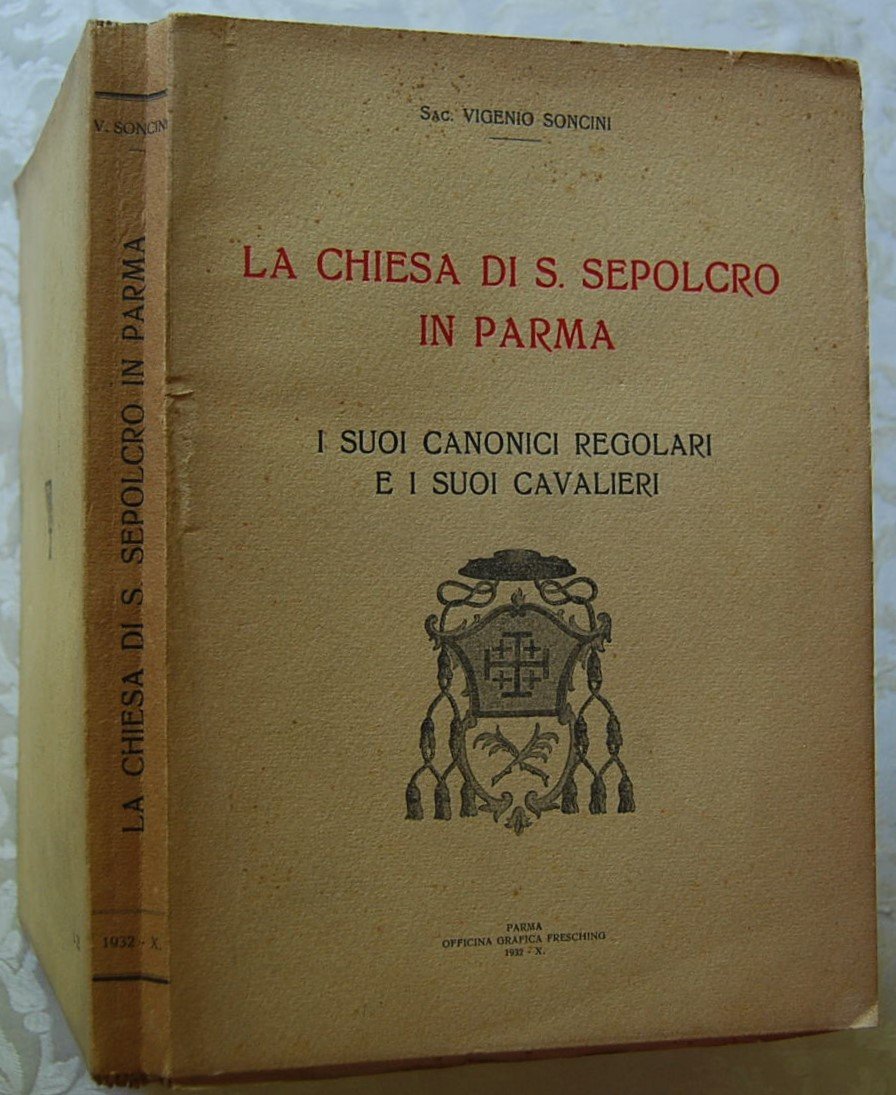 V. SONCINI
LA CHIESA DI S. SEPOLCRO IN PARMA
1932 - X.
Sac. VIGENIO SONCINI
LA CHIESA DI S. SEPOLCRO
IN PARMA
I SUOI CANONICI REGOLARI
E I SUOI CAVALIERI
PARMA
OFFICINA GRAFICA FRESCHING
1932 - X.